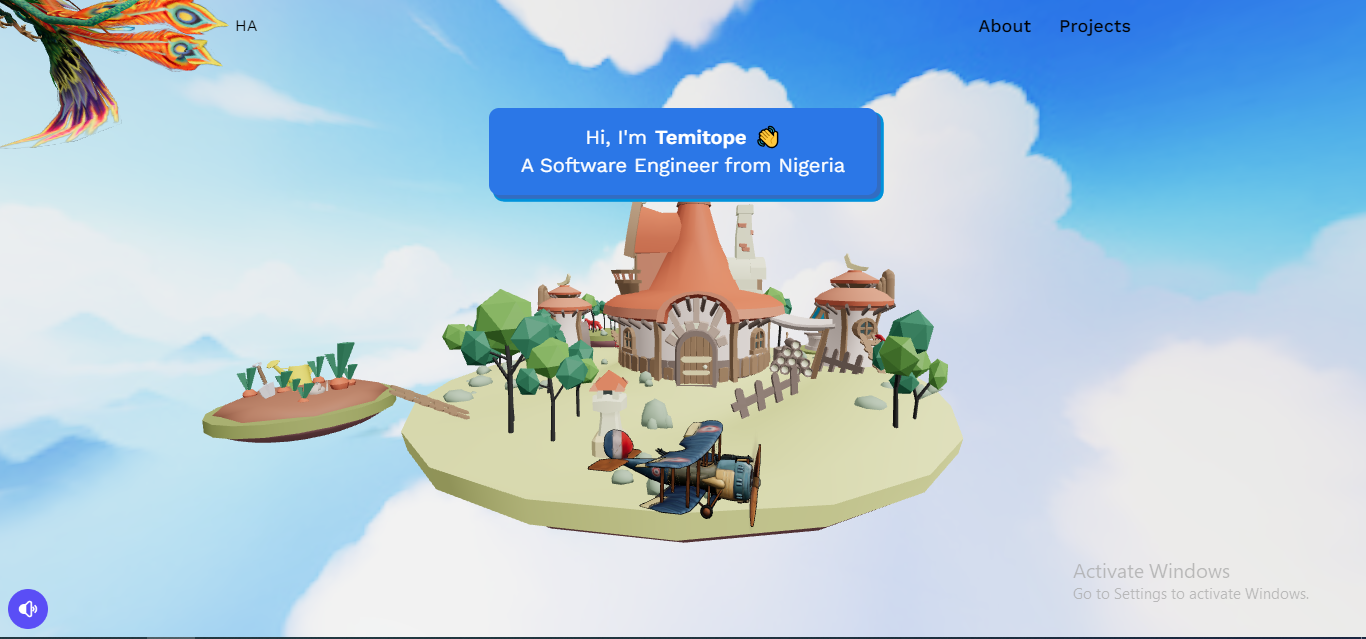 HA
About
Projects
Hi, I'm Temitope 👋
A Software Engineer from Nigeria
Activate Windows
Go to Settings to activate Windows.